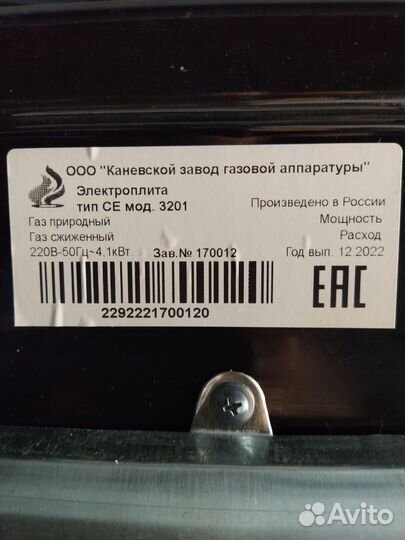 ООО "Каневской завод газовой аппаратуры"
Электроплита
тип СЕ мод. 3201
Произведено в России
Газ природный
Мощность
Газ сжиженный
Расход
220В-50Гц~4,1кВт.
Зав.№ 170012
Год вып. 12 2022
2292221700120
ЕАС
Avito